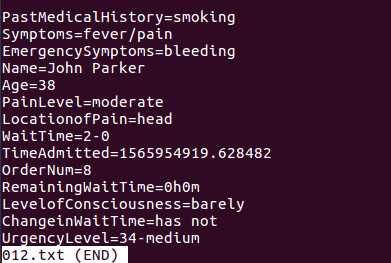 PastMedicalHistory=smoking
Symptoms=fever/pain
EmergencySymptoms=bleeding
Name=John Parker
Age=38
PainLevel=moderate
LocationofPain=head
WaitTime=2-0
TimeAdmitted=1565954919.628482
OrderNum=8
RemainingWaitTime=0h0m
LevelofConsciousness=barely
ChangeinWaitTime=has not
UrgencyLevel=34-medium
012.txt (END)